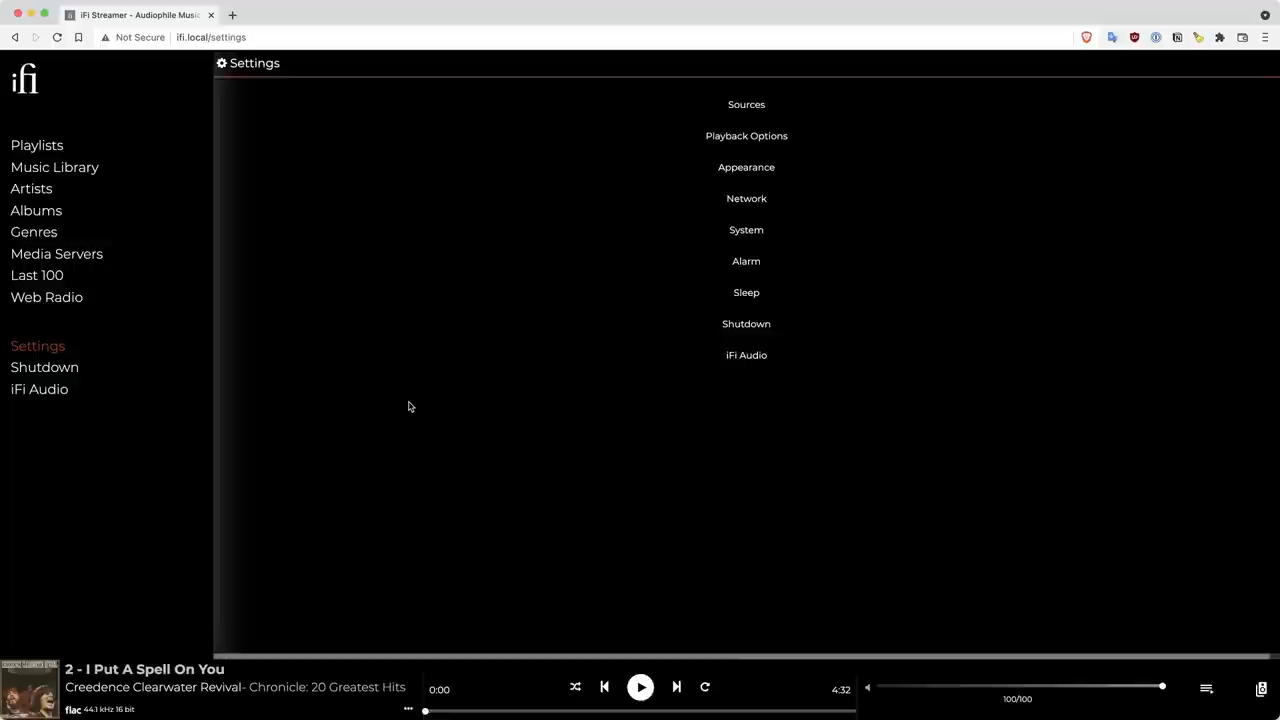 iFi Streamer - Audiophile Music
Not Secure
ifi.local/settings
ifi
Settings
Playlists
Music Library
Artists
Albums
Genres
Media Servers
Last 100
Web Radio
Settings
Shutdown
iFi Audio
Sources
Playback Options
Appearance
Network
System
Alarm
Sleep
Shutdown
iFi Audio
2 - I Put A Spell On You
Creedence Clearwater Revival- Chronicle: 20 Greatest Hits
flac 44.1 kHz 16 bit
0:00
4:32
100/100